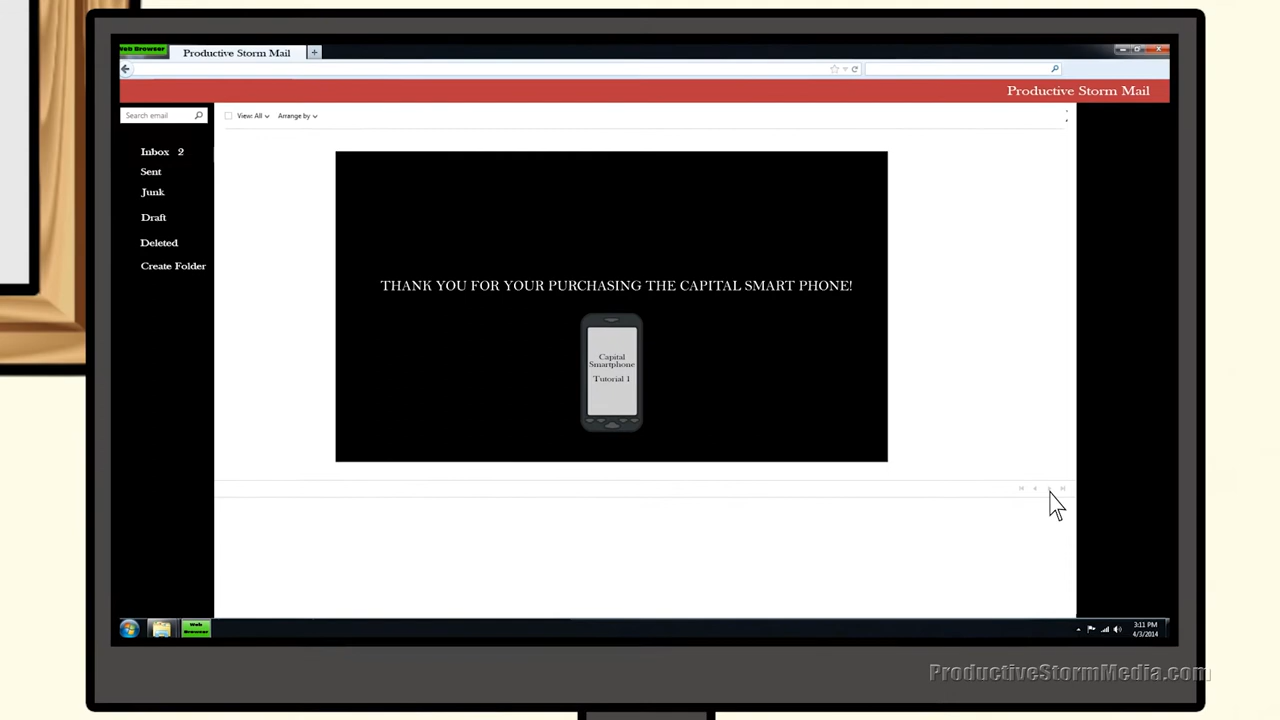 Web Browser
Productive Storm Mail
+
Productive Storm Mail
Search email
View: All
Arrange by
Inbox 2
Sent
Junk
Draft
Deleted
Create Folder
THANK YOU FOR YOUR PURCHASING THE CAPITAL SMART PHONE!
Capital
Smartphone
Tutorial 1
Web
Browser
3:11 PM
4/3/2014
ProductiveStormMedia.com